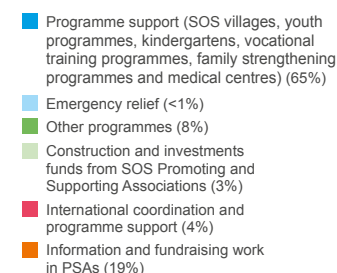 Programme support (SOS villages, youth
programmes, kindergartens, vocational
training programmes, family strengthening
programmes and medical centres) (65%)
Emergency relief (<1%)
Other programmes (8%)
Construction and investments
funds from SOS Promoting and
Supporting Associations (3%)
International coordination and
programme support (4%)
Information and fundraising work
in PSAs (19%)